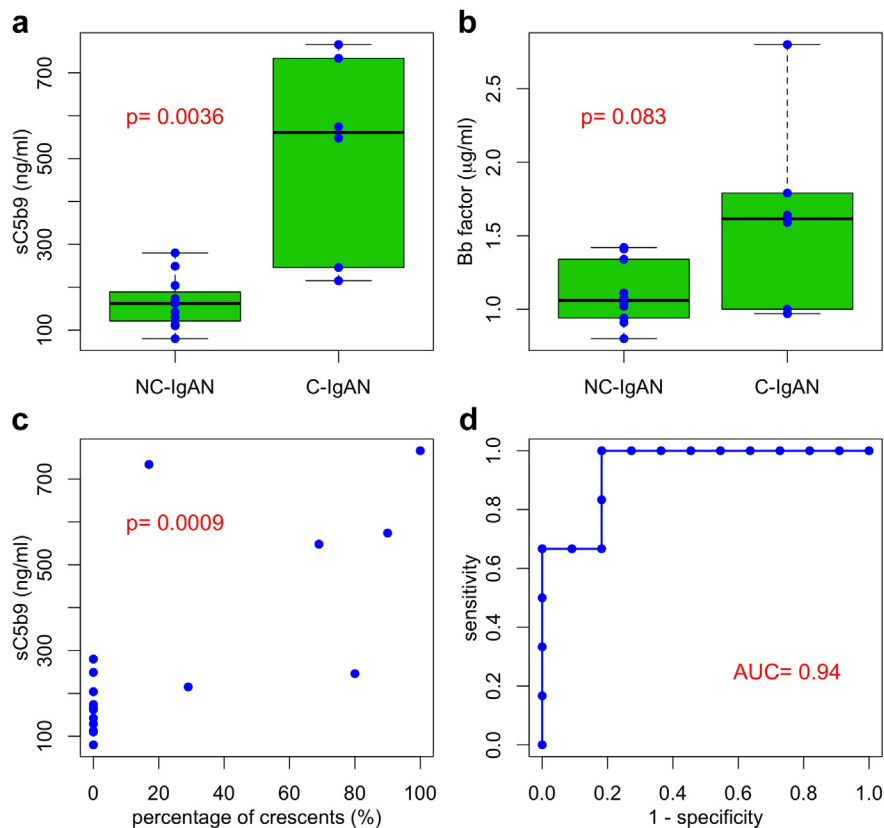 a
sC5b9 (ng/ml)
100
300
500
700
p= 0.0036
NC-IgAN
C-IgAN
b
Bb factor (μg/ml)
1.0
1.5
2.0
2.5
p= 0.083
NC-IgAN
C-IgAN
c
sC5b9 (ng/ml)
100
300
500
700
p= 0.0009
0 20 40 60 80 100
percentage of crescents (%)
d
sensitivity
0.0
0.2
0.4
0.6
0.8
1.0
AUC= 0.94
0.0 0.2 0.4 0.6 0.8 1.0
1 - specificity